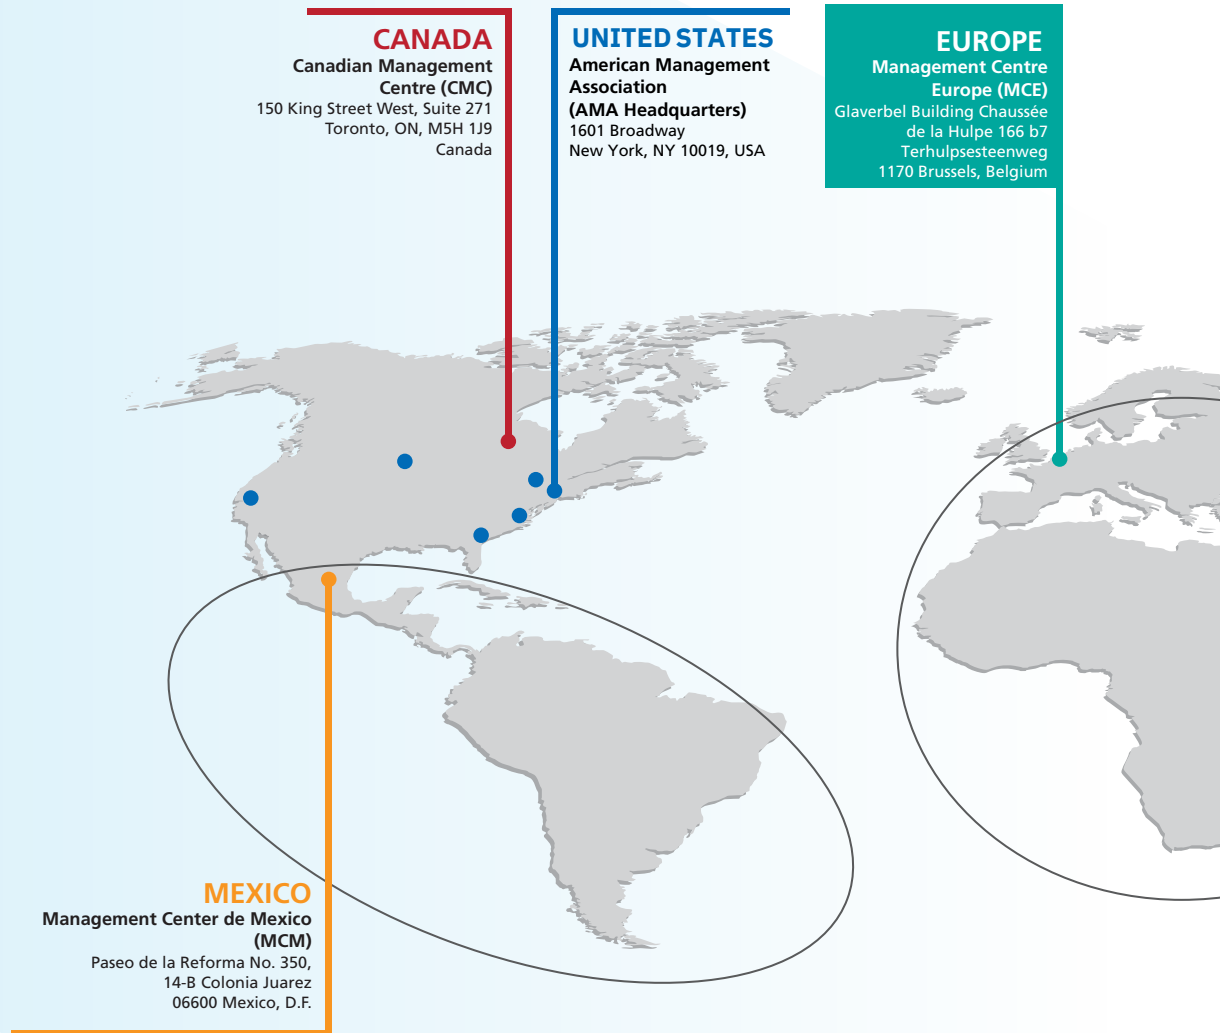 CANADA
Canadian Management
Centre (CMC)
150 King Street West, Suite 271
Toronto, ON, M5H 1J9
Canada
UNITED STATES
American Management
Association
(AMA Headquarters)
1601 Broadway
New York, NY 10019, USA
EUROPE
Management Centre
Europe (MCE)
Glaverbel Building Chaussée
de la Hulpe 166 b7
Terhulpsesteenweg
1170 Brussels, Belgium
MEXICO
Management Center de Mexico
(MCM)
Paseo de la Reforma No. 350,
14-B Colonia Juarez
06600 Mexico, D.F.